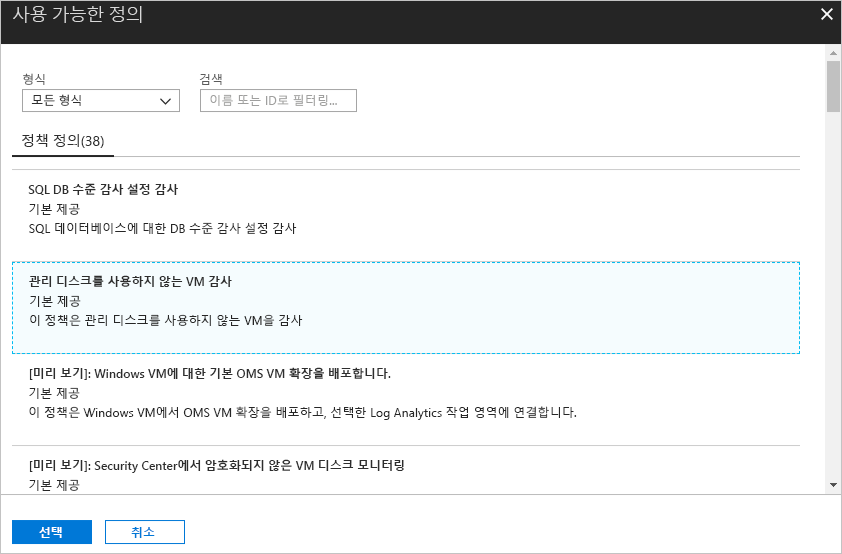 사용 가능한 정의
형식
검색
모든 형식
이름 또는 ID로 필터링...
정책 정의(38)
SQL DB 수준 감사 설정 감사
기본 제공
SQL 데이터베이스에 대한 DB 수준 감사 설정 감사
관리 디스크를 사용하지 않는 VM 감사
기본 제공
이 정책은 관리 디스크를 사용하지 않는 VM을 감사
[미리 보기]: Windows VM에 대한 기본 OMS VM 확장을 배포합니다.
기본 제공
이 정책은 Windows VM에서 OMS VM 확장을 배포하고, 선택한 Log Analytics 작업 영역에 연결합니다.
[미리 보기]: Security Center에서 암호화되지 않은 VM 디스크 모니터링
기본 제공
선택
취소